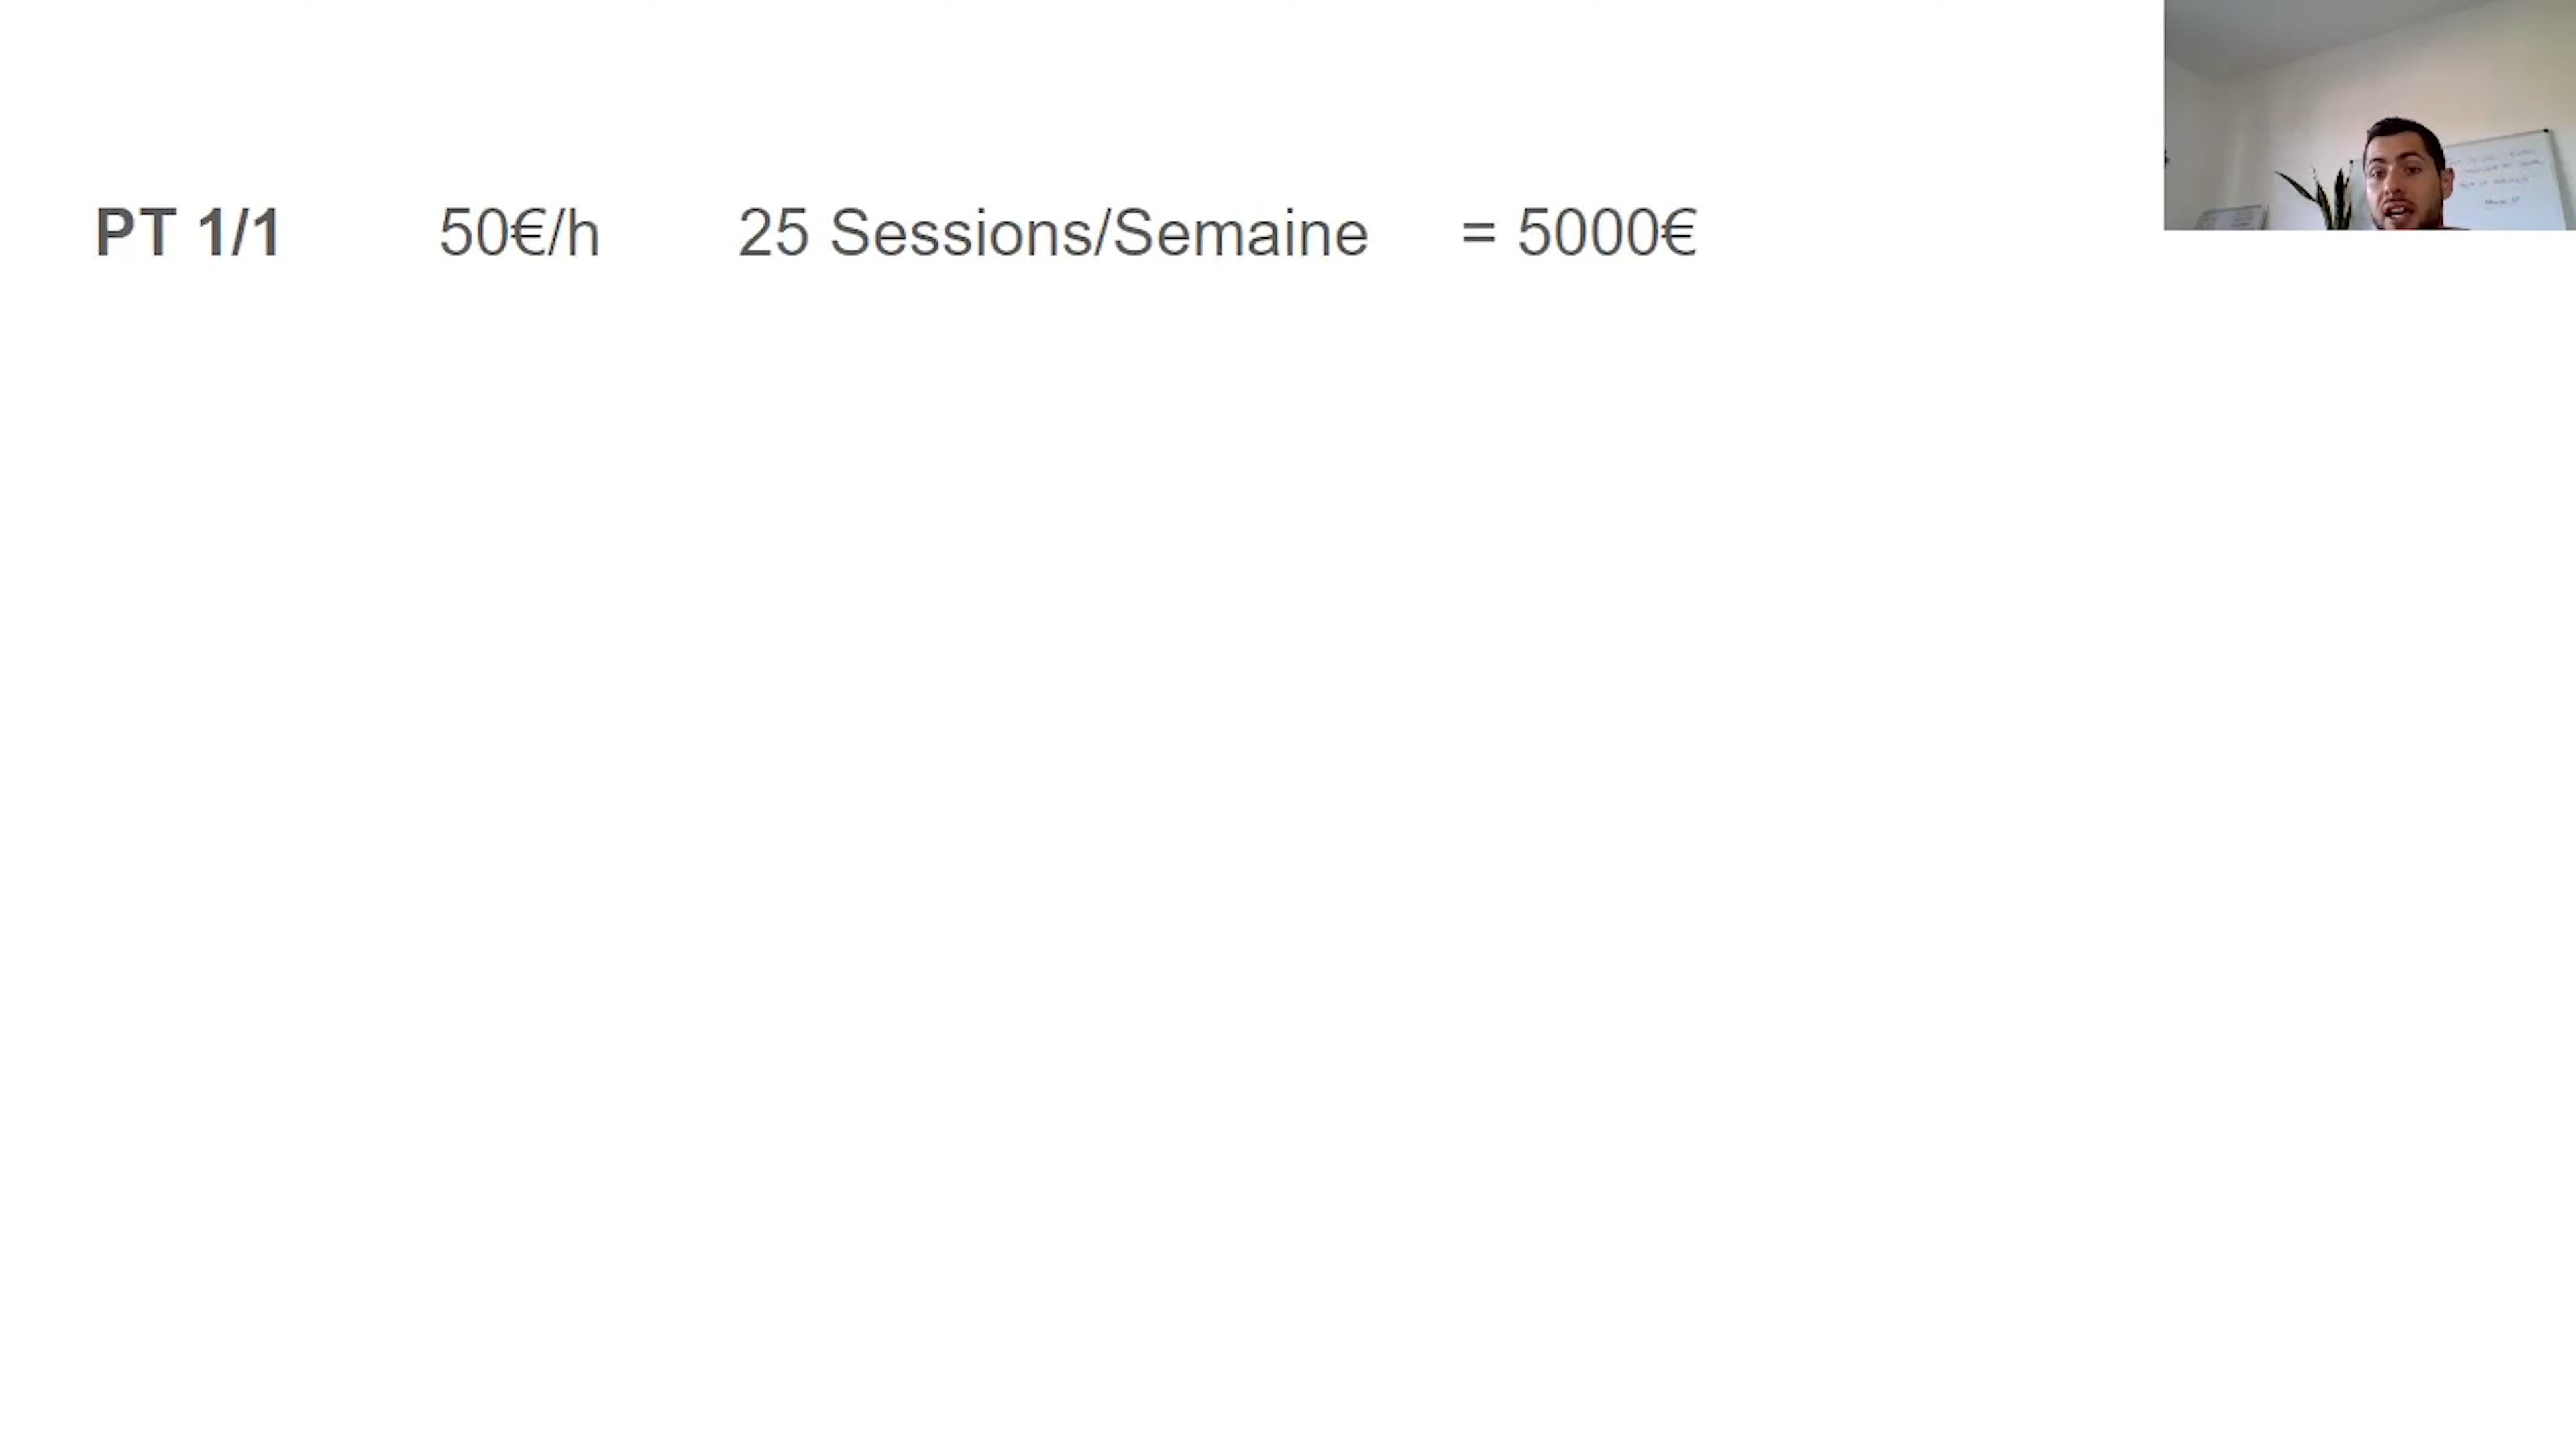 PT 1/1 50€/h 25 Sessions/Semaine = 5000€